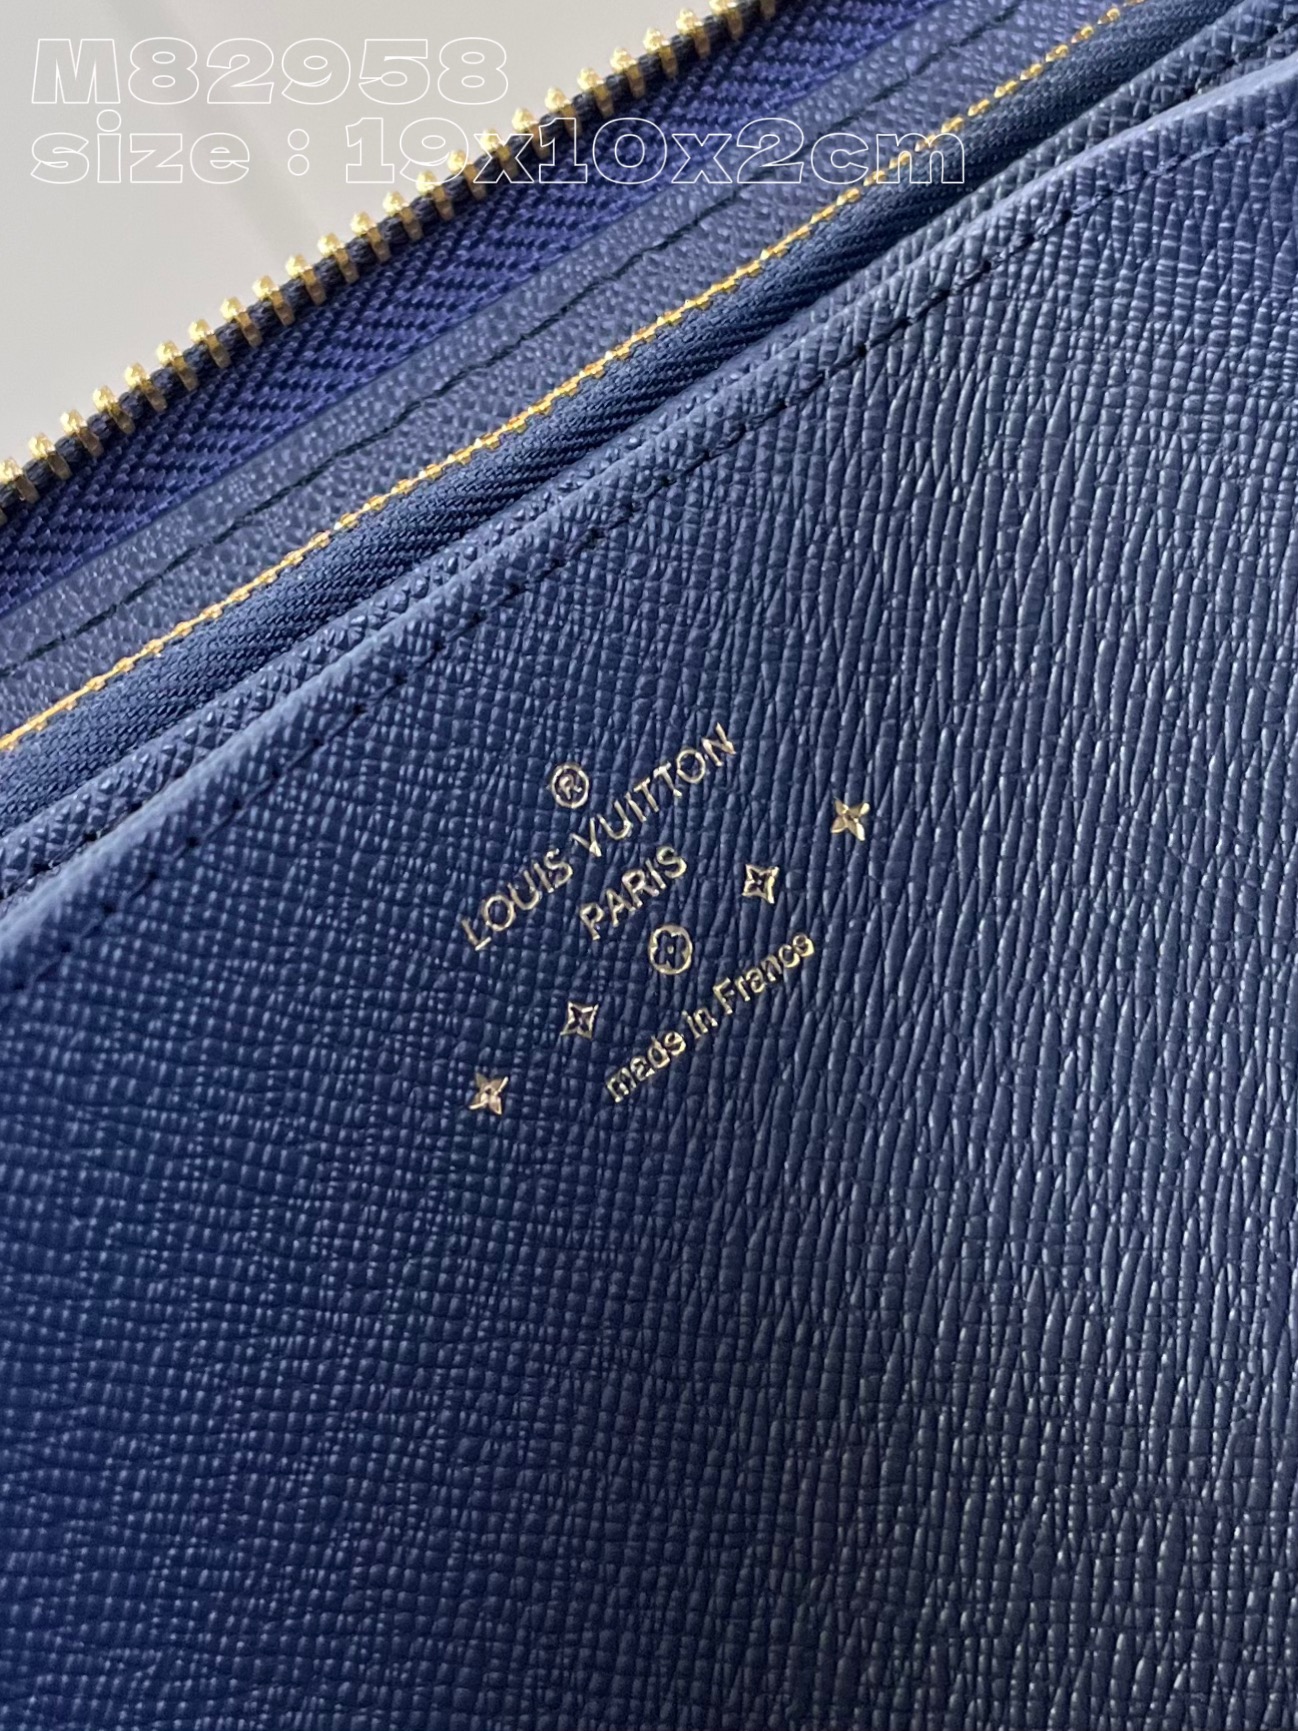 M82958
size : 19x10x2cm
®
LOUIS VUITTON
PARIS
made in France